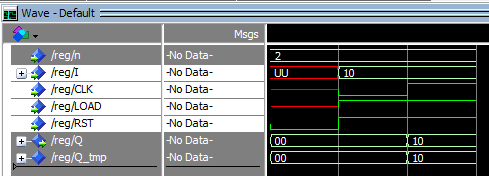 Wave - Default
Msgs
/reg/n -No Data- 2
/reg/I -No Data- UU 10
/reg/CLK -No Data-
/reg/LOAD -No Data-
/reg/RST -No Data-
/reg/Q -No Data- 00 10
/reg/Q_tmp -No Data- 00 10